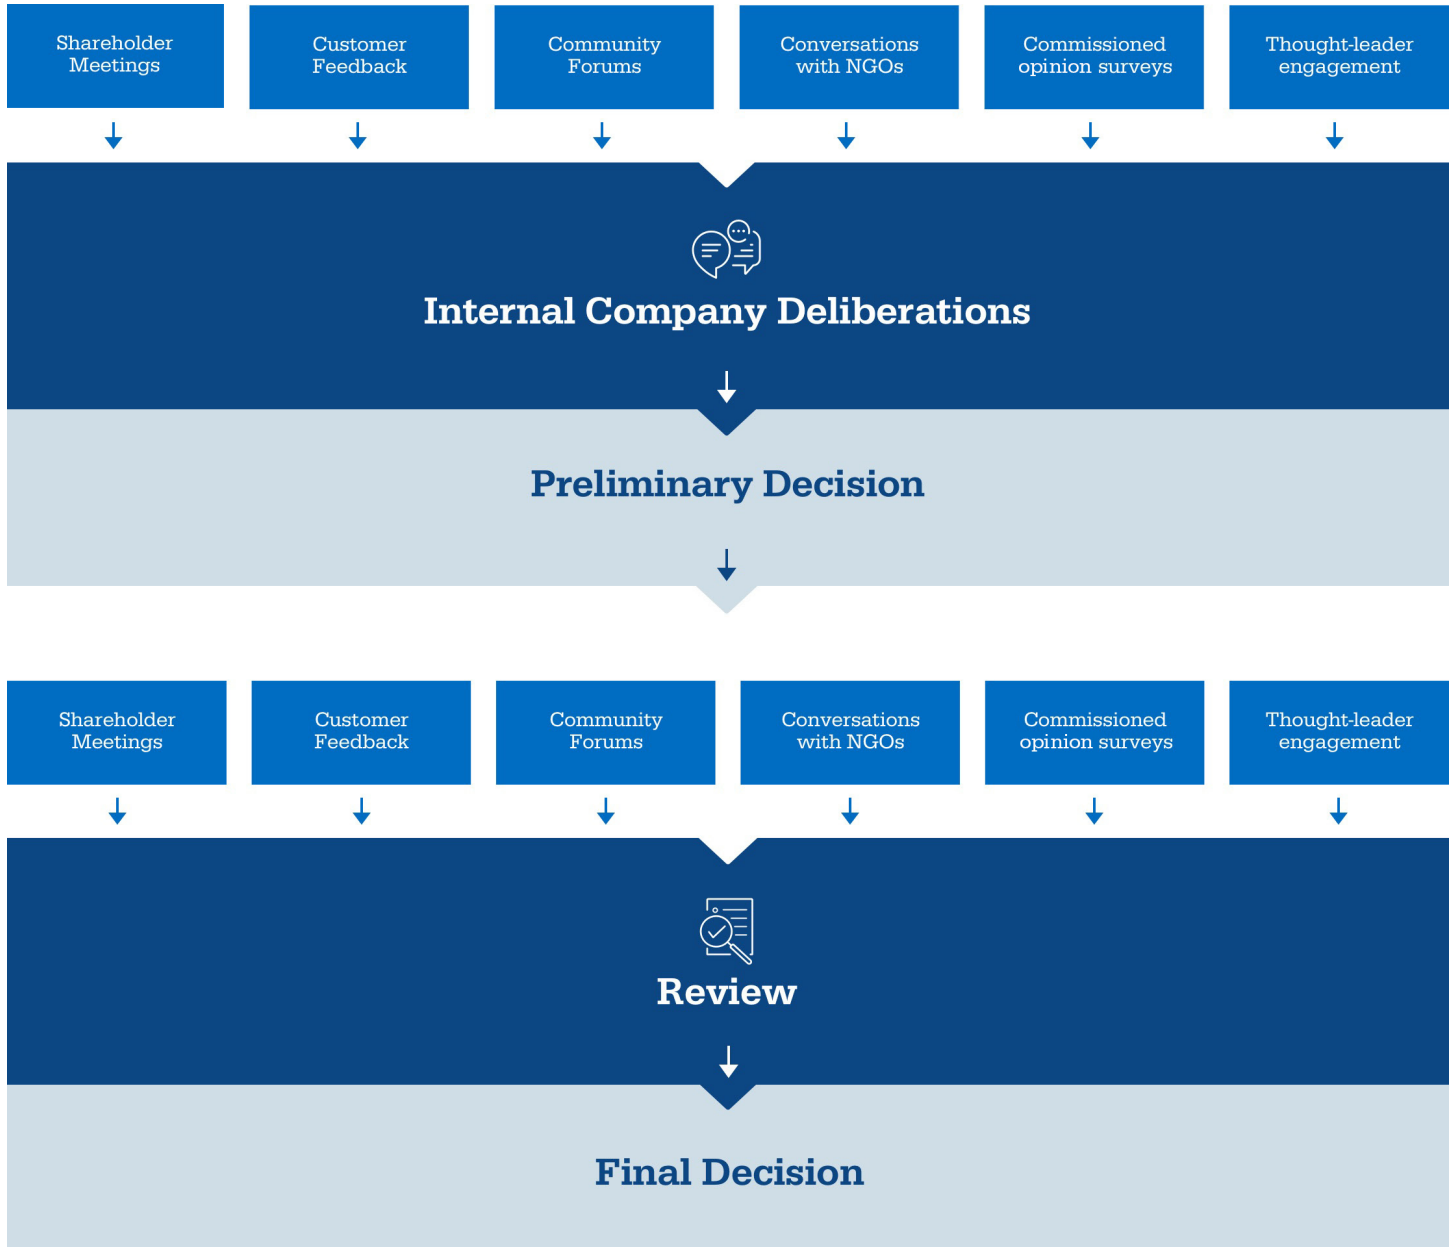 Shareholder
Meetings
Customer
Feedback
Community
Forums
Conversations
with NGOs
Commissioned
opinion surveys
Thought-leader
engagement
Internal Company Deliberations
Preliminary Decision
Shareholder
Meetings
Customer
Feedback
Community
Forums
Conversations
with NGOs
Commissioned
opinion surveys
Thought-leader
engagement
Review
Final Decision